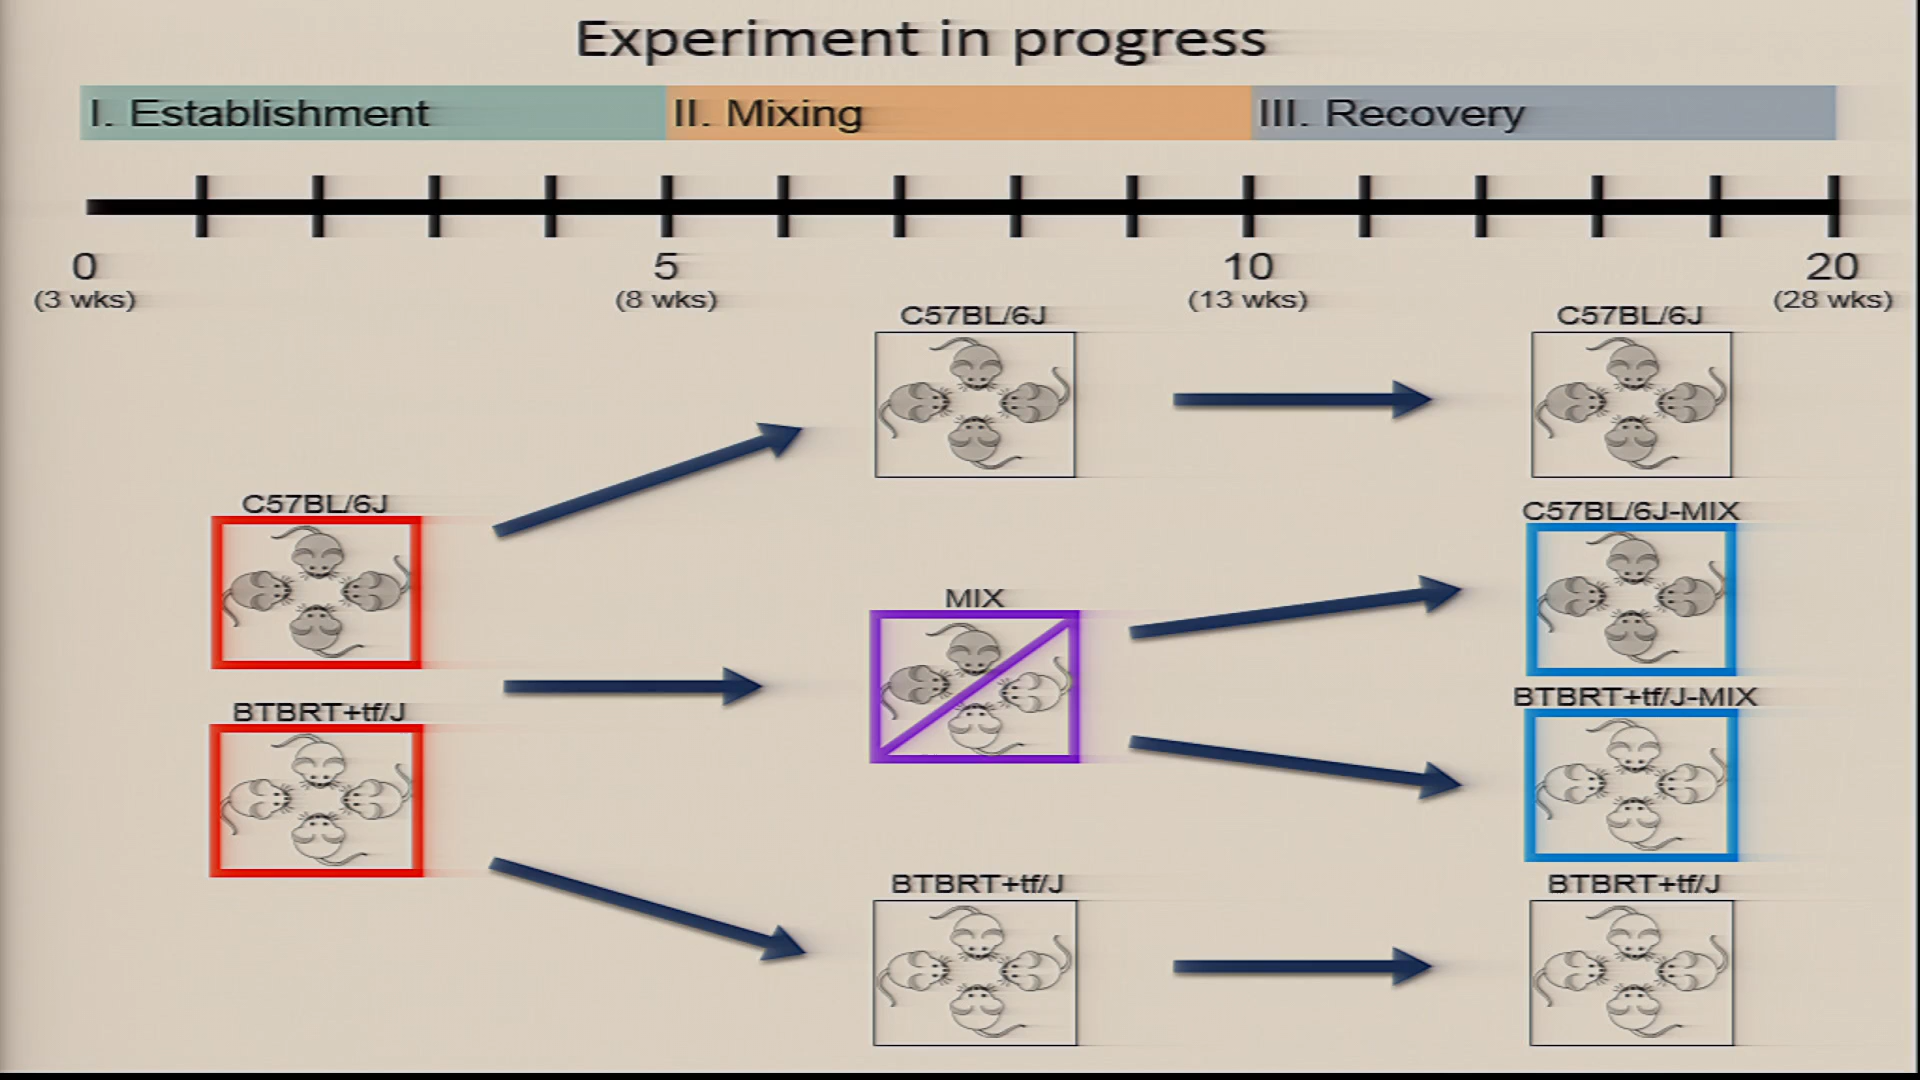 Experiment in progress
I. Establishment
II. Mixing
III. Recovery
0
5
10
20
(3 wks)
(8 wks)
(13 wks)
(28 wks)
C57BL/6J
C57BL/6J
C57BL/6J
C57BL/6J-MIX
MIX
BTBRT+tf/J-MIX
BTBRT+tf/J
BTBRT+tf/J
BTBRT+tf/J